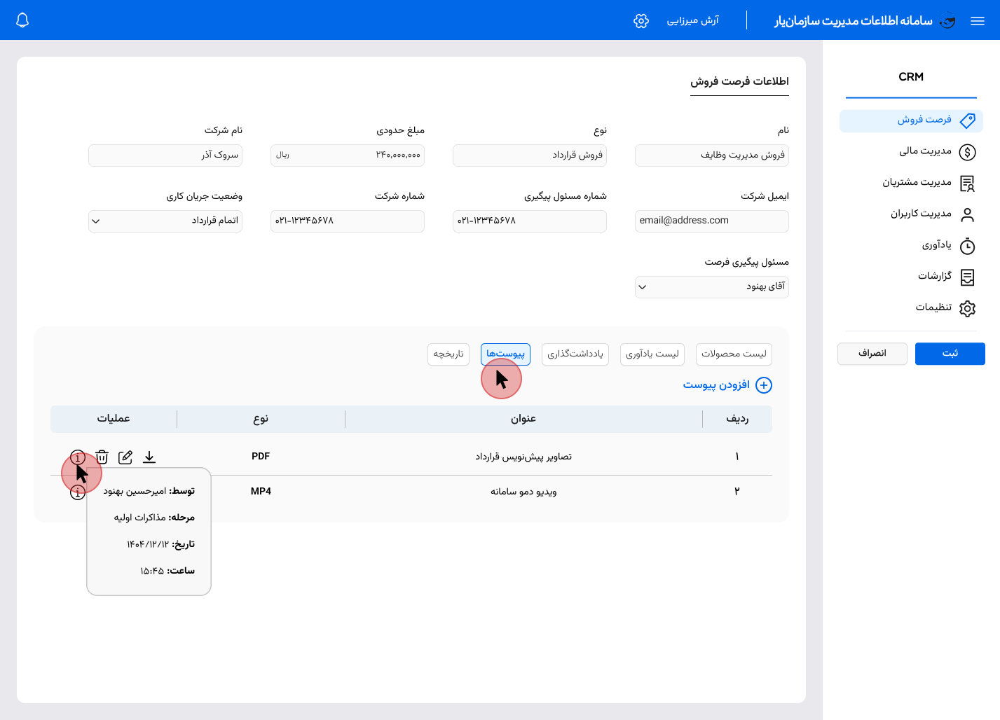 سامانه اطلاعات مدیریت سازمان‌یار
آرش میرزایی
CRM
فرصت فروش
مدیریت مالی
مدیریت مشتریان
مدیریت کاربران
یادآوری
گزارشات
تنظیمات
ثبت
انصراف
اطلاعات فرصت فروش
نام
نوع
مبلغ حدودی
نام شرکت
فروش مدیریت وظایف
فروش قرارداد
۲۴۰,۰۰۰,۰۰۰ ریال
سروک آذر
ایمیل شرکت
شماره مسئول پیگیری
شماره شرکت
وضعیت جریان کاری
email@address.com
۰۲۱-۱۲۳۴۵۶۷۸
۰۲۱-۱۲۳۴۵۶۷۸
اتمام قرارداد
مسئول پیگیری فرصت
آقای بهنود
لیست محصولات
لیست یادآوری
یادداشت‌گذاری
پیوست‌ها
تاریخچه
افزودن پیوست
ردیف عنوان نوع عملیات
۱ تصاویر پیش‌نویس قرارداد PDF
۲ ویدیو دمو سامانه MP4
توسط: امیرحسین بهنود
مرحله: مذاکرات اولیه
تاریخ: ۱۴۰۴/۱۲/۱۲
ساعت: ۱۵:۴۵